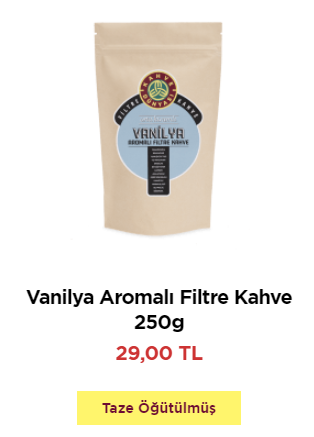 KAHVE
DÜNYASI
FİLTRE KAHVE
VANİLYA
AROMALI FİLTRE KAHVE
Vanilya Aromalı Filtre Kahve
250g
29,00 TL
Taze Öğütülmüş